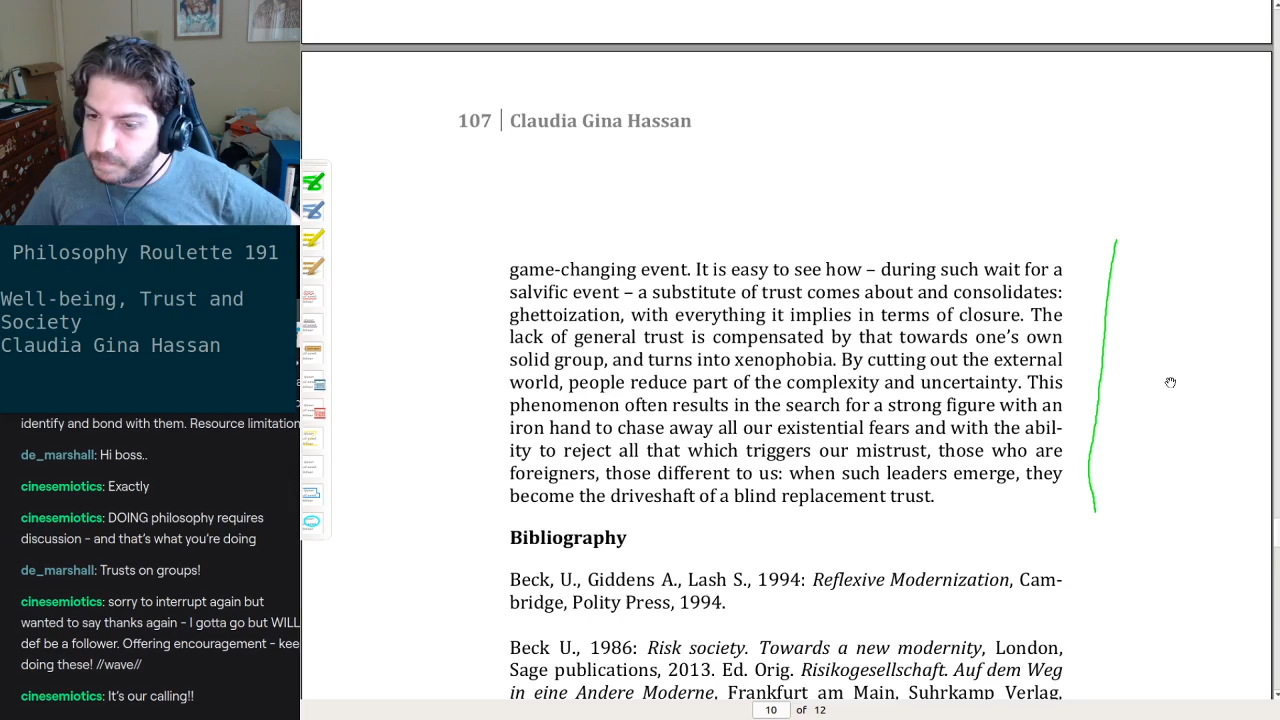 Philosophy Roulette 191
Well-being, Trust and
Society
Claudia Gina Hassan
identify and bond with them. Resource limitation
de_marshall: Hi boss..
cinesemiotics: Exactly
cinesemiotics: DOING philosophy requires
discussion – and that's what you're doing
de_marshall: Trusts on groups!
cinesemiotics: sorry to interrupt again but
wanted to say thanks again – I gotta go but WILL
def be a follower. Offering encouragement – keep
doing these! //wave//
cinesemiotics: It's our calling!!
107 | Claudia Gina Hassan
game-changing event. It is easy to see how – during such wait for a
salvific event – a substitute of trust comes about and consolidates:
ghettoization, with everything it implies in terms of closure. The
lack of general trust is compensated by that towards one's own
solid group, and turns into xenophobia. By cutting out the external
world, people reduce part of the complexity and uncertainty. This
phenomenon often results in the search for a strong figure with an
iron hand to chase away all our existential fears and with the abil-
ity to eject all that which triggers our mistrust, those who are
foreigners, those different to us: when such leaders emerge, they
become the driveshaft of a blind replacement trust.
Bibliography
Beck, U., Giddens A., Lash S., 1994: Reflexive Modernization, Cam-
bridge, Polity Press, 1994.
Beck U., 1986: Risk society. Towards a new modernity, London,
Sage publications, 2013. Ed. Orig. Risikogesellschaft. Auf dem Weg
in eine Andere Moderne, Frankfurt am Main, Suhrkamp Verlag,
10 of 12